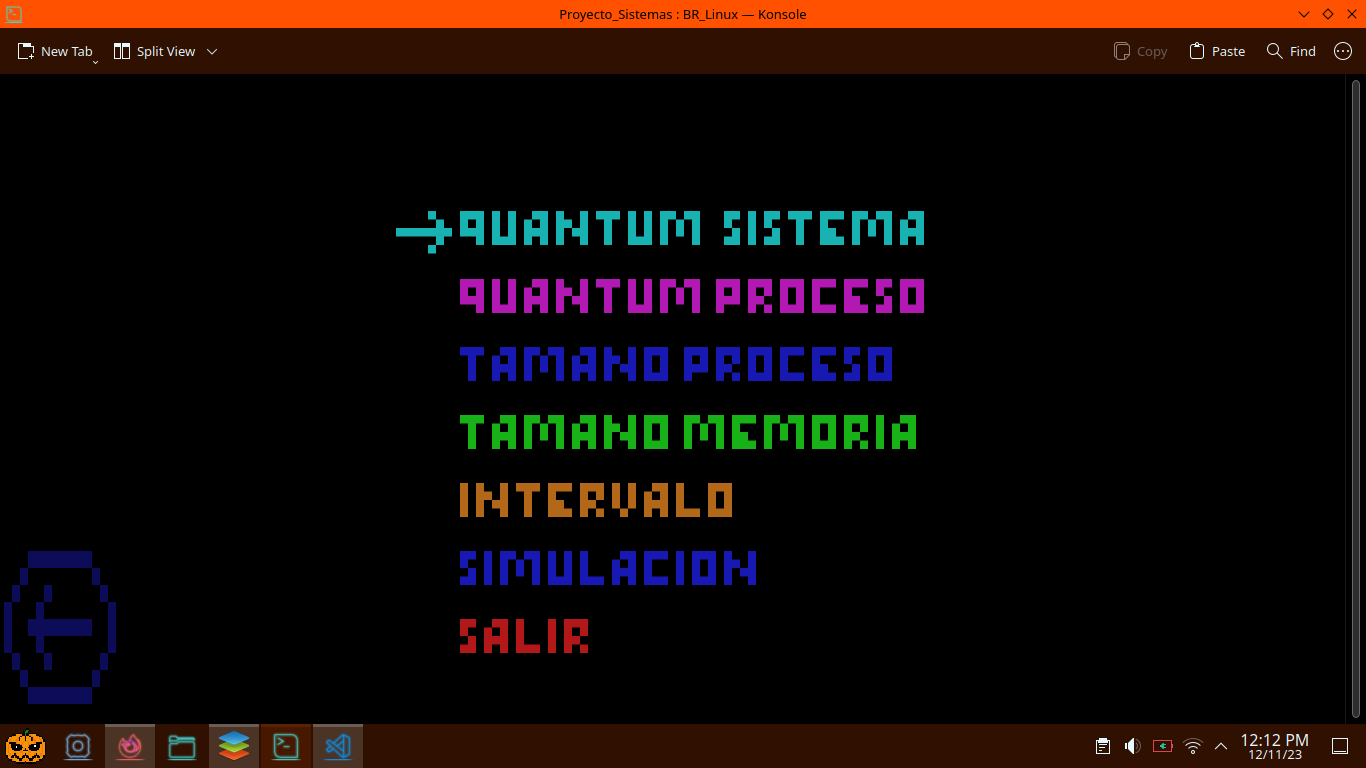 Proyecto_Sistemas : BR_Linux — Konsole
New Tab Split View Copy Paste Find
QUANTUM SISTEMA
QUANTUM PROCESO
TAMANO PROCESO
TAMANO MEMORIA
INTERVALO
SIMULACION
SALIR
12:12 PM
12/11/23